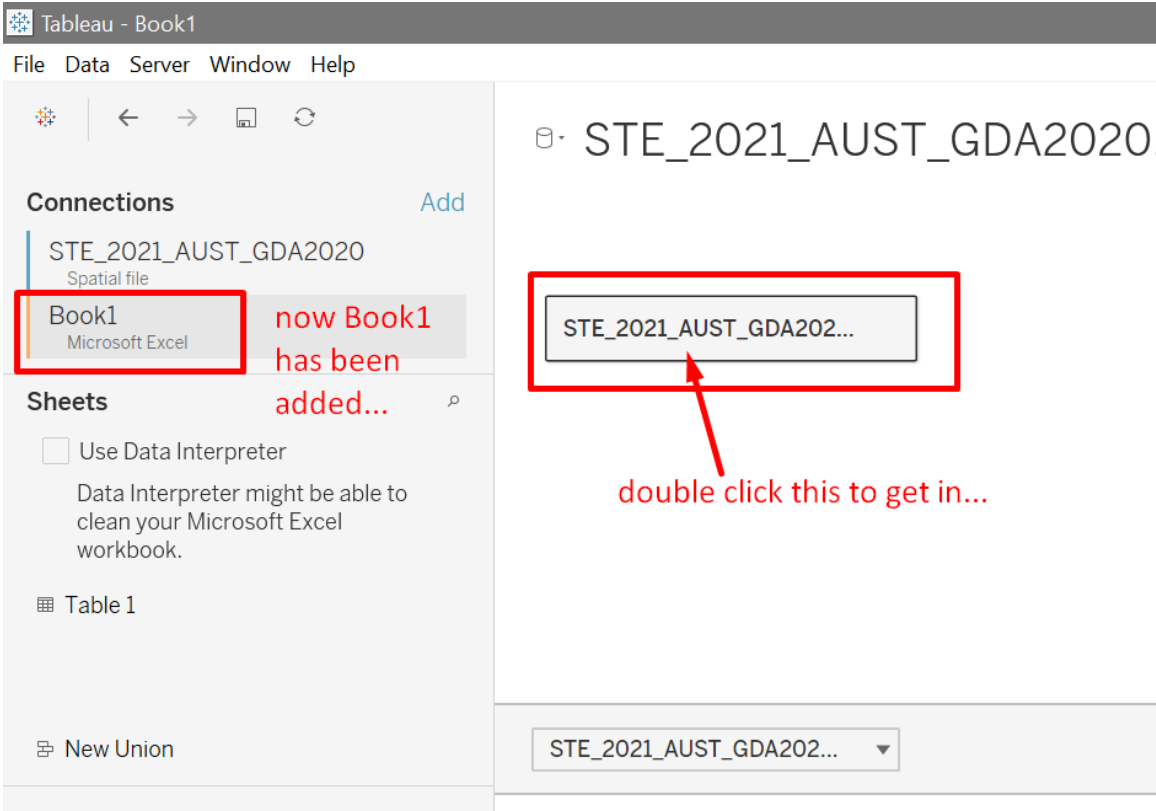 Tableau - Book1
File Data Server Window Help
STE_2021_AUST_GDA2020
Connections Add
STE_2021_AUST_GDA2020
Spatial file
Book1
Microsoft Excel
now Book1
has been
added...
STE_2021_AUST_GDA202...
double click this to get in...
Sheets
Use Data Interpreter
Data Interpreter might be able to
clean your Microsoft Excel
workbook.
Table 1
New Union
STE_2021_AUST_GDA202...